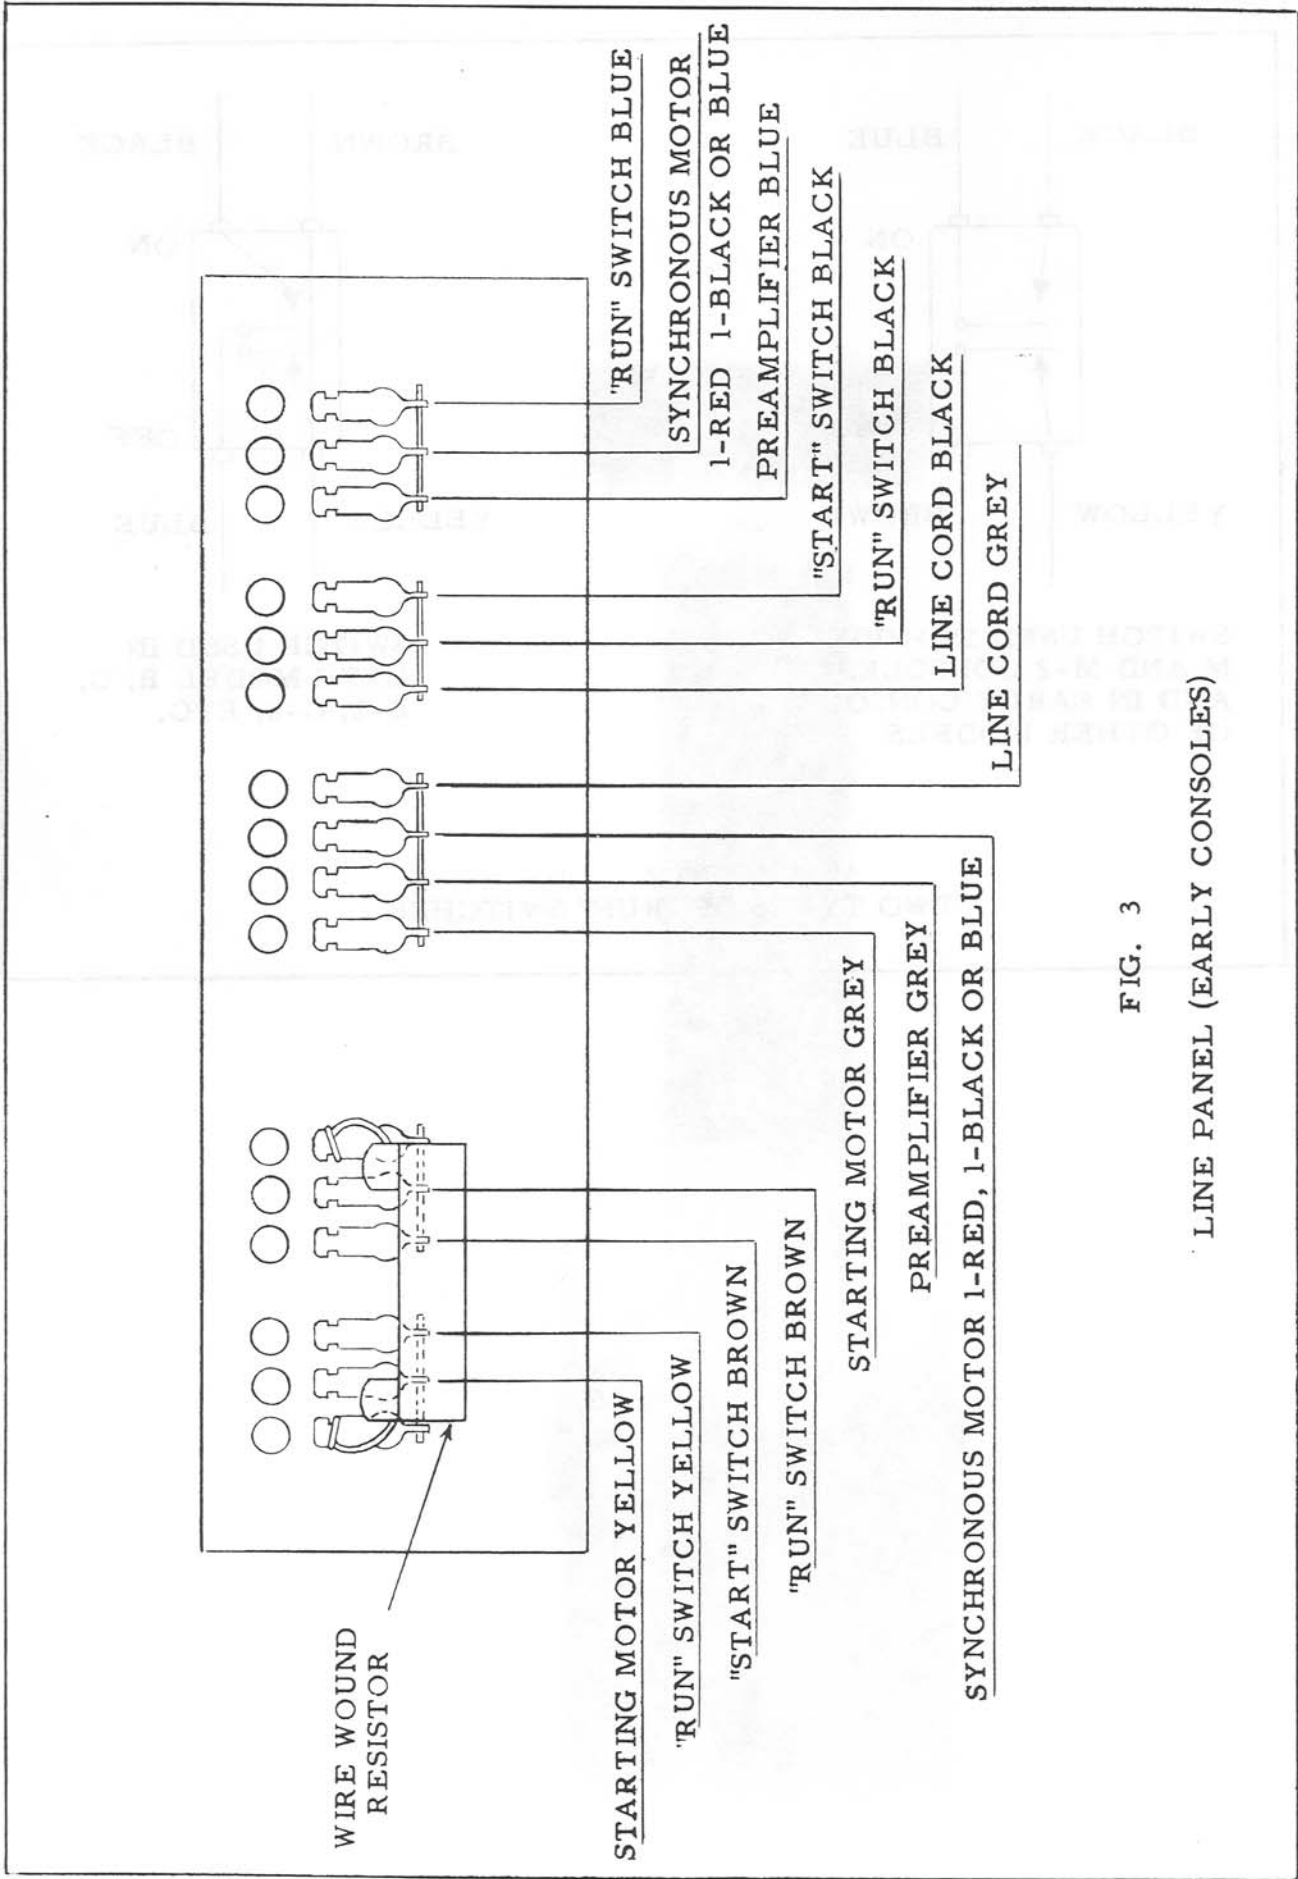 WIRE WOUND
RESISTOR
STARTING MOTOR YELLOW
"RUN" SWITCH YELLOW
"START" SWITCH BROWN
"RUN" SWITCH BROWN
STARTING MOTOR GREY
PREAMPLIFIER GREY
SYNCHRONOUS MOTOR 1-RED, 1-BLACK OR BLUE
"RUN" SWITCH BLUE
SYNCHRONOUS MOTOR
1-RED 1-BLACK OR BLUE
PREAMPLIFIER BLUE
"START" SWITCH BLACK
"RUN" SWITCH BLACK
LINE CORD BLACK
LINE CORD GREY
FIG. 3
LINE PANEL (EARLY CONSOLES)